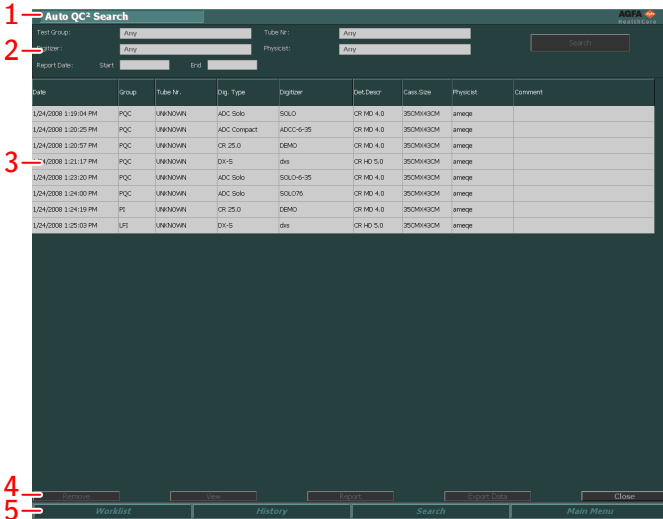 1 Auto QC² Search AGFA HealthCare
Test Group: Any Tube Nr: Any
2 Digitizer: Any Physicist: Any Search
Report Date: Start End
Date Group Tube Nr. Dig. Type Digitizer Det.Descr Cass.Size Physicist Comment
1/24/2008 1:19:04 PM PQC UNKNOWN ADC Solo SOLO CR MD 4.0 35CMX43CM ameqe
1/24/2008 1:20:25 PM PQC UNKNOWN ADC Compact ADCC-6-35 CR MD 4.0 35CMX43CM ameqe
1/24/2008 1:20:57 PM PQC UNKNOWN CR 25.0 DEMO CR MD 4.0 35CMX43CM ameqe
3 1/24/2008 1:21:17 PM PQC UNKNOWN DX-S dxs CR HD 5.0 35CMX43CM ameqe
1/24/2008 1:23:20 PM PQC UNKNOWN ADC Solo SOLO-6-35 CR MD 4.0 35CMX43CM ameqe
1/24/2008 1:24:00 PM PQC UNKNOWN ADC Solo SOLO76 CR MD 4.0 35CMX43CM ameqe
1/24/2008 1:24:19 PM PI UNKNOWN CR 25.0 DEMO CR MD 4.0 35CMX43CM ameqe
1/24/2008 1:25:03 PM LFI UNKNOWN DX-S dxs CR HD 5.0 35CMX43CM ameqe
4 Remove View Report Export Data Close
5 Worklist History Search Main Menu